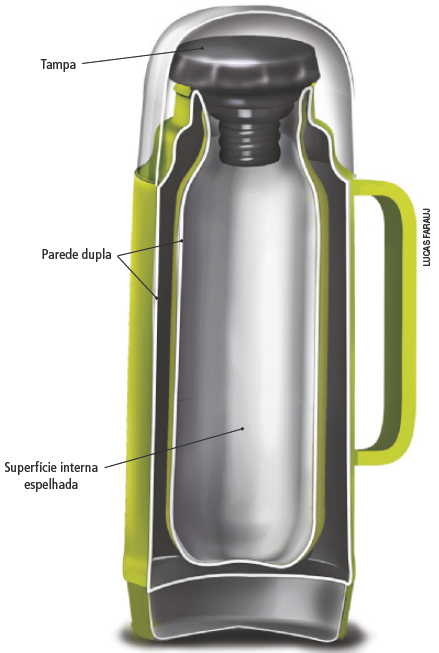 Tampa
Parede dupla
LUCAS FARAUJ
Superfície interna
espelhada